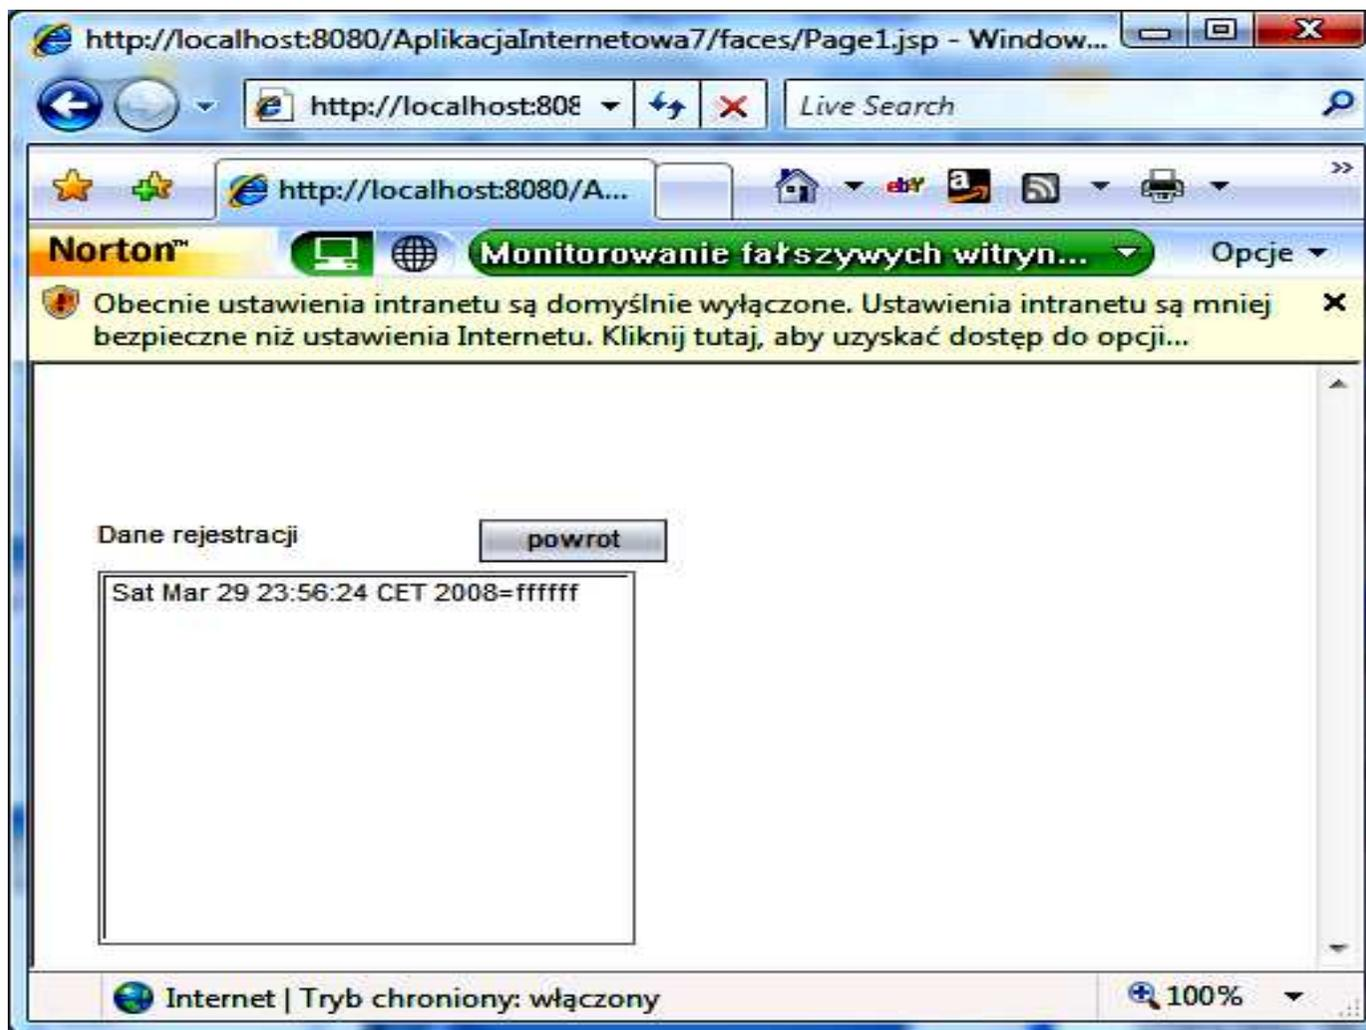 http://localhost:8080/AplikacjaInternetowa7/faces/Page1.jsp - Window...
http://localhost:808 Live Search
http://localhost:8080/A... ebY a »
Norton™ Monitorowanie fałszywych witryn... Opcje
Obecnie ustawienia intranetu są domyślnie wyłączone. Ustawienia intranetu są mniej
bezpieczne niż ustawienia Internetu. Kliknij tutaj, aby uzyskać dostęp do opcji...
Dane rejestracji powrot
Sat Mar 29 23:56:24 CET 2008=ffffff
Internet | Tryb chroniony: włączony 100%